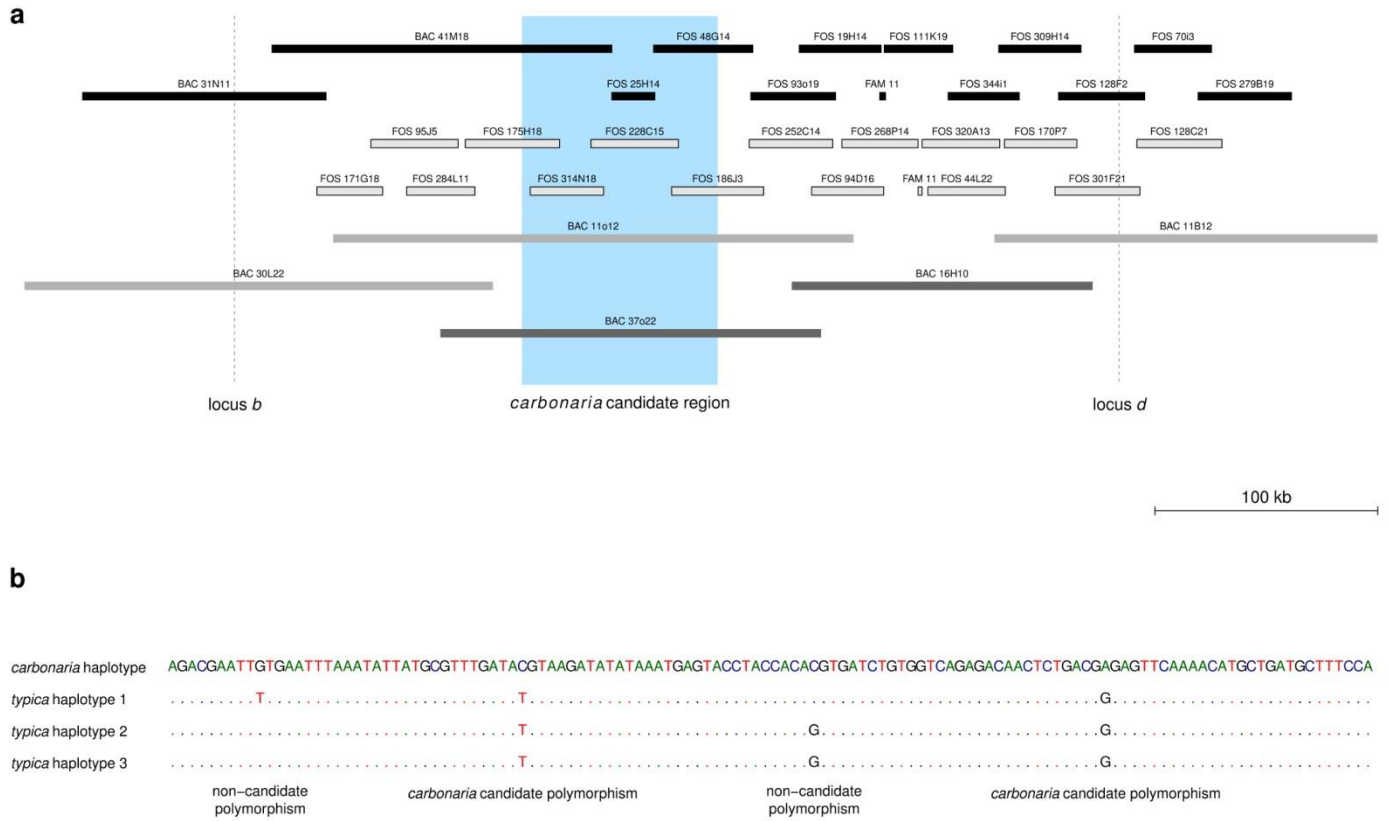 a
BAC 41M18 FOS 48G14 FOS 19H14 FOS 111K19 FOS 309H14 FOS 70i3
BAC 31N11 FOS 25H14 FOS 93o19 FAM 11 FOS 344i1 FOS 128F2 FOS 279B19
FOS 95J5 FOS 175H18 FOS 228C15 FOS 252C14 FOS 268P14 FOS 320A13 FOS 170P7 FOS 128C21
FOS 171G18 FOS 284L11 FOS 314N18 FOS 186J3 FOS 94D16 FAM 11 FOS 44L22 FOS 301F21
BAC 11o12 BAC 11B12
BAC 30L22 BAC 16H10
BAC 37o22
locus b carbonaria candidate region locus d
100 kb
b
carbonaria haplotype AGACGAATTGTGAATTTAAATATTATGCGTTTGATACGTAAGATATATAAATGAGTACCTACCACACGTGATCTGTGGTCAGAGACAACTCTGACGAGAGTTCAAAACATGCTGATGCTTTCCA
typica haplotype 1 T T G
typica haplotype 2 T G G
typica haplotype 3 T G G
non−candidate carbonaria candidate polymorphism non−candidate carbonaria candidate polymorphism
polymorphism polymorphism